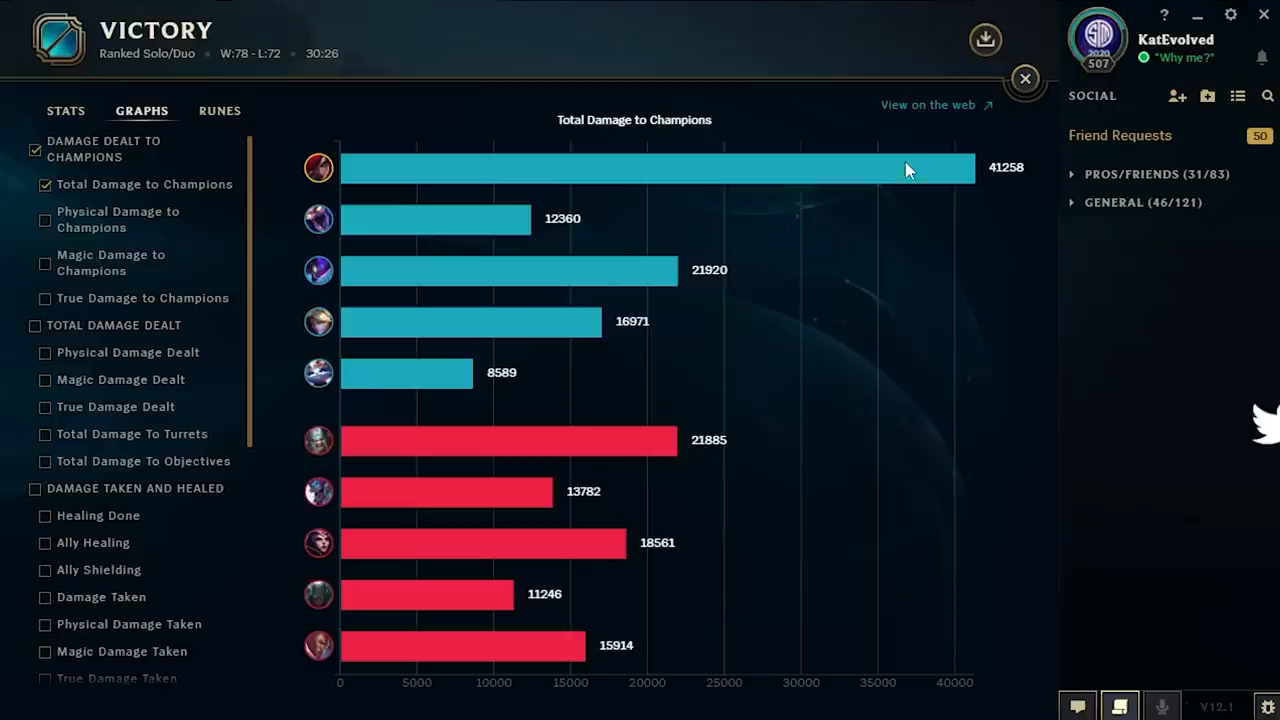 VICTORY
Ranked Solo/Duo • W:78 - L:72 • 30:26
?
KatEvolved
"Why me?"
2020
507
SOCIAL
STATS
GRAPHS
RUNES
View on the web
Friend Requests
50
PROS/FRIENDS (31/83)
GENERAL (46/121)
DAMAGE DEALT TO
CHAMPIONS
Total Damage to Champions
Physical Damage to
Champions
Magic Damage to
Champions
True Damage to Champions
TOTAL DAMAGE DEALT
Physical Damage Dealt
Magic Damage Dealt
True Damage Dealt
Total Damage To Turrets
Total Damage To Objectives
DAMAGE TAKEN AND HEALED
Healing Done
Ally Healing
Ally Shielding
Damage Taken
Physical Damage Taken
Magic Damage Taken
True Damage Taken
Total Damage to Champions
41258
12360
21920
16971
8589
21885
13782
18561
11246
15914
0 5000 10000 15000 20000 25000 30000 35000 40000
V12.1